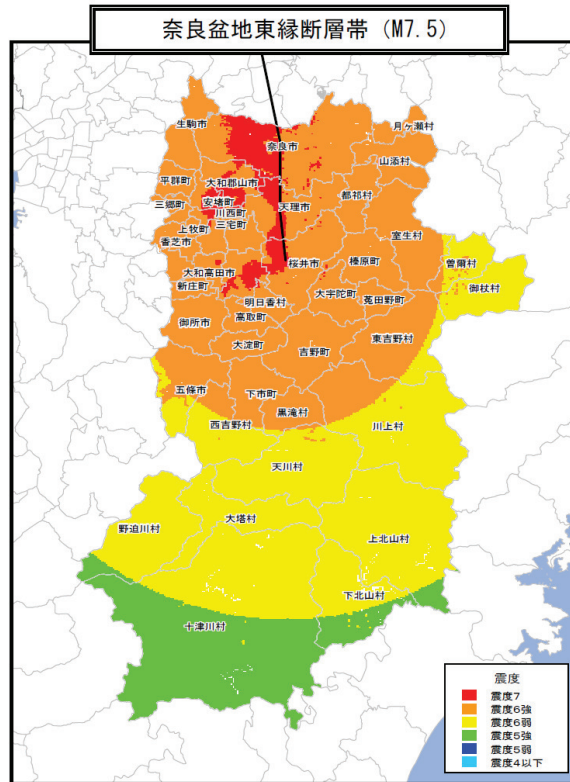 奈良盆地東縁断層帯（M7.5）
生駒市
月ヶ瀬村
奈良市
山添村
平群町
大和郡山市
都祁村
三郷町
安堵町
天理市
川西町
三宅町
上牧町
室生村
香芝市
桜井市
榛原町
曽爾村
大和高田市
御杖村
新庄町
大宇陀町
菟田野町
明日香村
高取町
御所市
東吉野村
大淀町
吉野町
五條市
下市町
黒滝村
西吉野村
川上村
天川村
大塔村
野迫川村
上北山村
下北山村
十津川村
震度
震度7
震度6強
震度6弱
震度5強
震度5弱
震度4以下